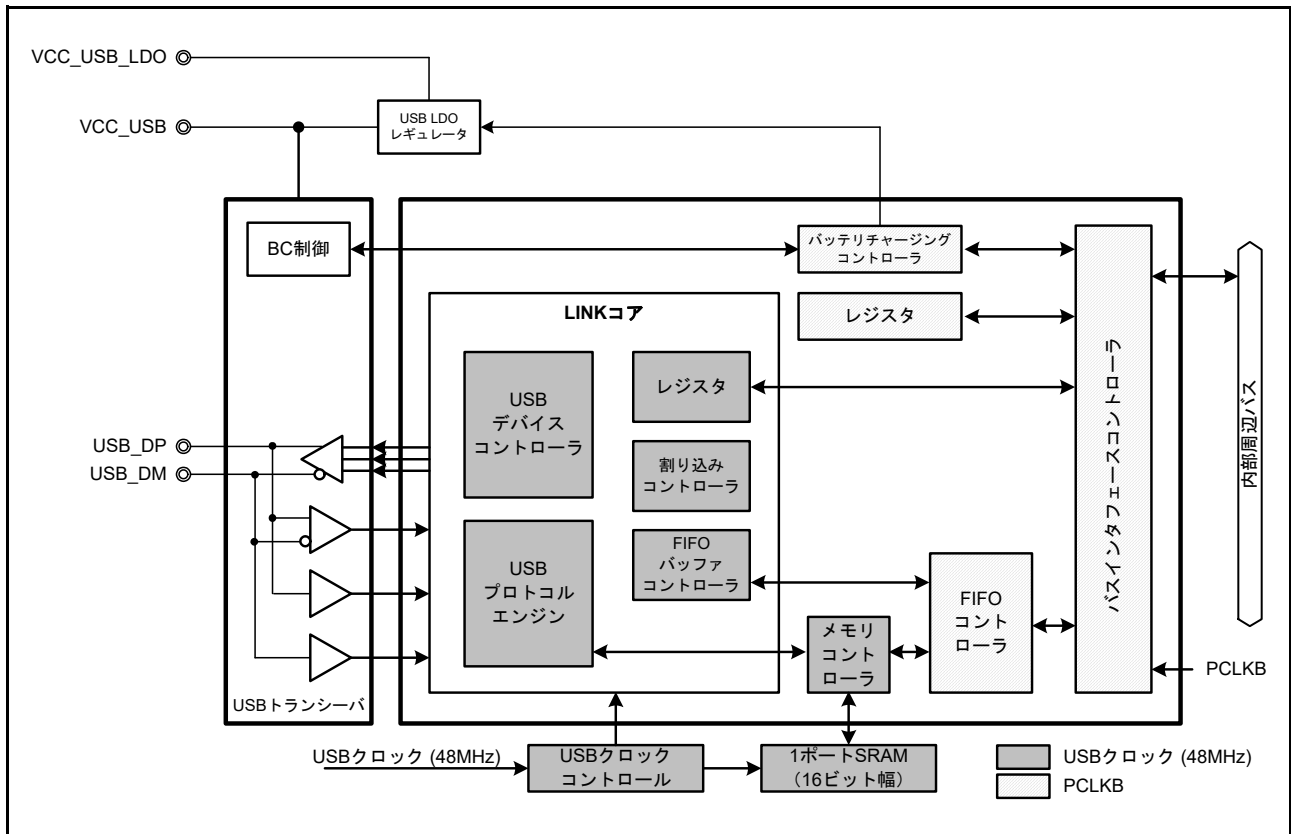 VCC_USB_LDO
VCC_USB
USB LDO
レギュレータ
BC制御
バッテリチャージング
コントローラ
LINKコア
レジスタ
USB
デバイス
コントローラ
レジスタ
USB_DP
USB_DM
割り込み
コントローラ
USB
プロトコル
エンジン
FIFO
バッファ
コントローラ
メモリ
コント
ローラ
FIFO
コント
ローラ
バスインタフェースコントローラ
内部周辺バス
PCLKB
USBトランシーバ
USBクロック (48MHz)
USBクロック
コントロール
1ポートSRAM
（16ビット幅）
USBクロック (48MHz)
PCLKB